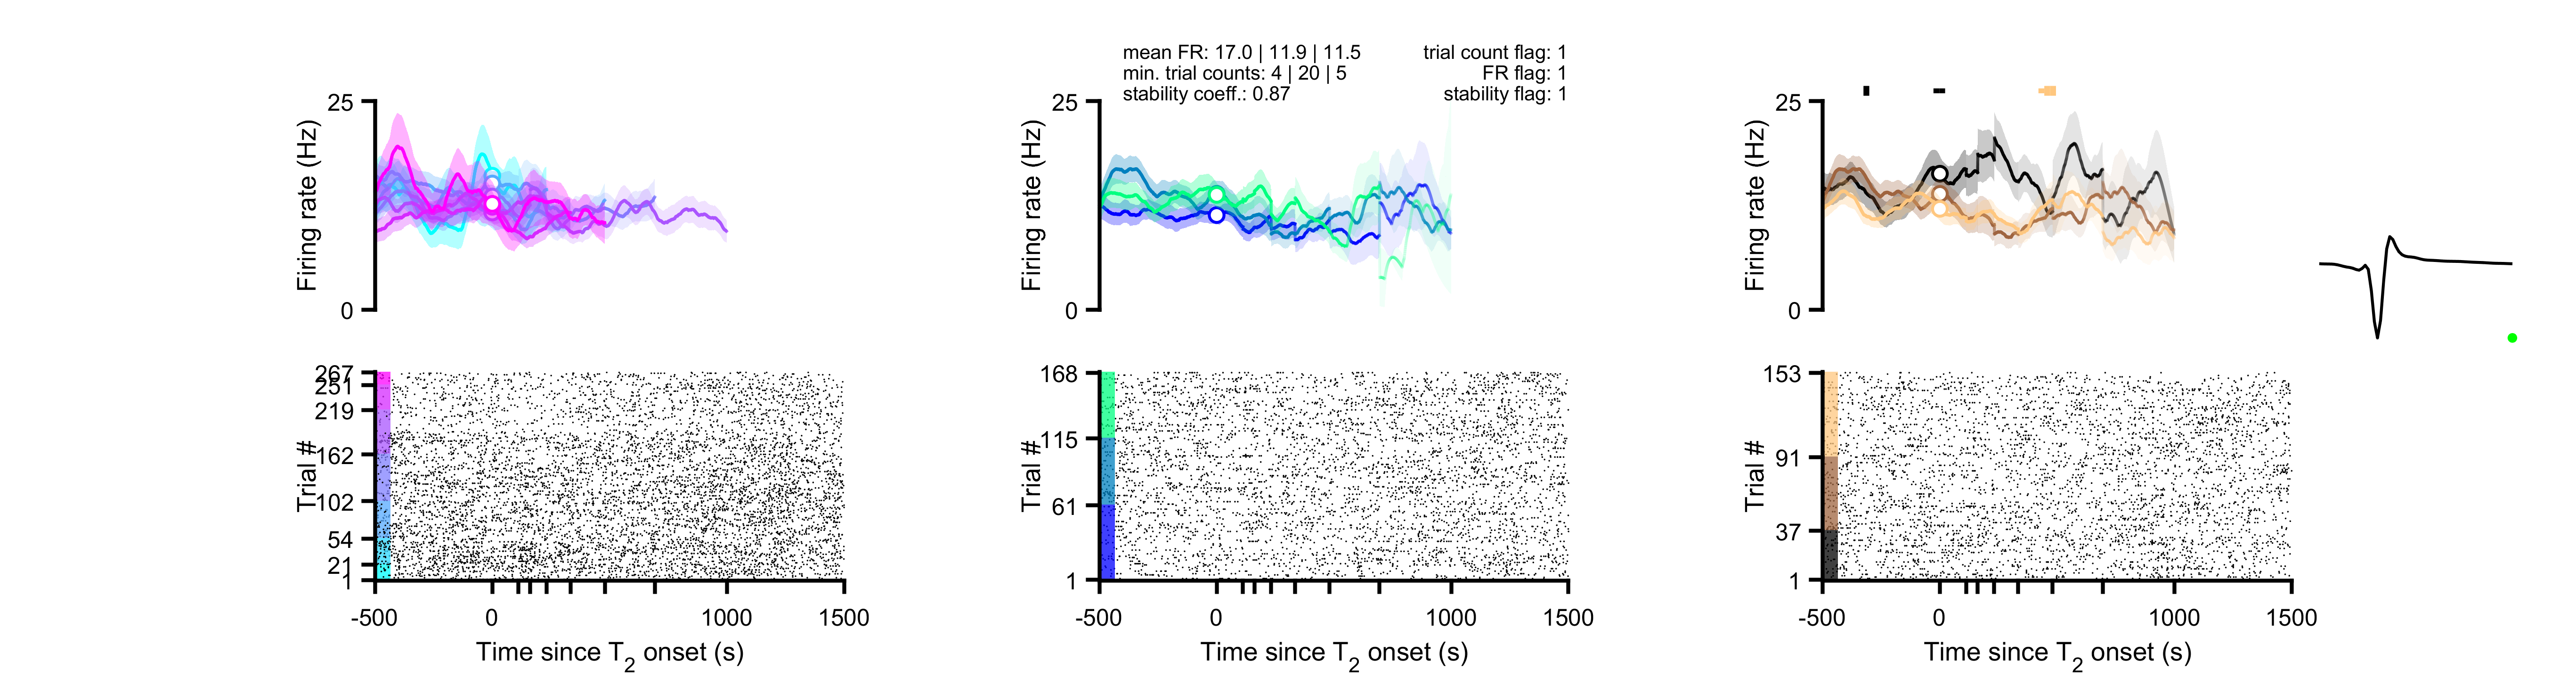 mean FR: 17.0 | 11.9 | 11.5
min. trial counts: 4 | 20 | 5
stability coeff.: 0.87
trial count flag: 1
FR flag: 1
stability flag: 1
25
Firing rate (Hz)
0
25
Firing rate (Hz)
0
25
Firing rate (Hz)
0
267
251
219
162
102
54
21
1
Trial #
-500
0
1000
1500
Time since T2 onset (s)
168
115
61
1
Trial #
-500
0
1000
1500
Time since T2 onset (s)
153
91
37
1
Trial #
-500
0
1000
1500
Time since T2 onset (s)